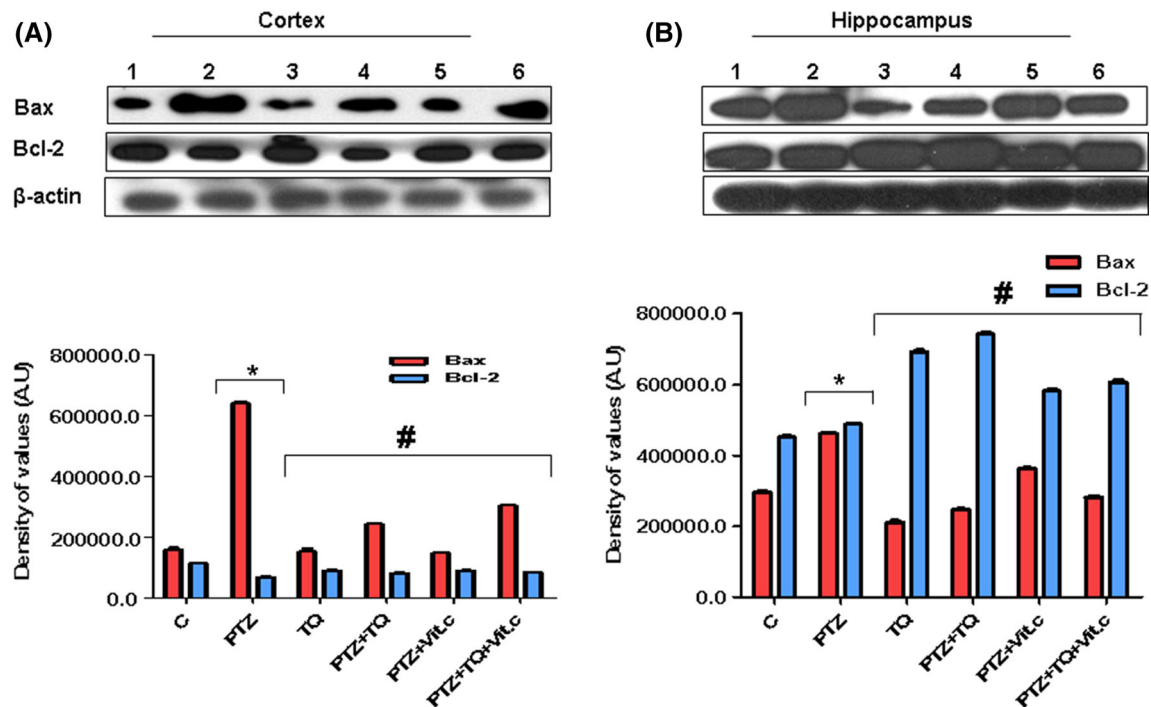 (A)
Cortex
1 2 3 4 5 6
Bax
Bcl-2
β-actin
Density of values (AU)
800000.0
600000.0
400000.0
200000.0
0.0
*
#
Bax
Bcl-2
C PTZ TQ PTZ+TQ PTZ+Vit.c PTZ+TQ+Vit.c
(B)
Hippocampus
1 2 3 4 5 6
Bax
Bcl-2
#
Density of values (AU)
800000.0
600000.0
400000.0
200000.0
0.0
*
C PTZ TQ PTZ+TQ PTZ+Vit.c PTZ+TQ+Vit.c